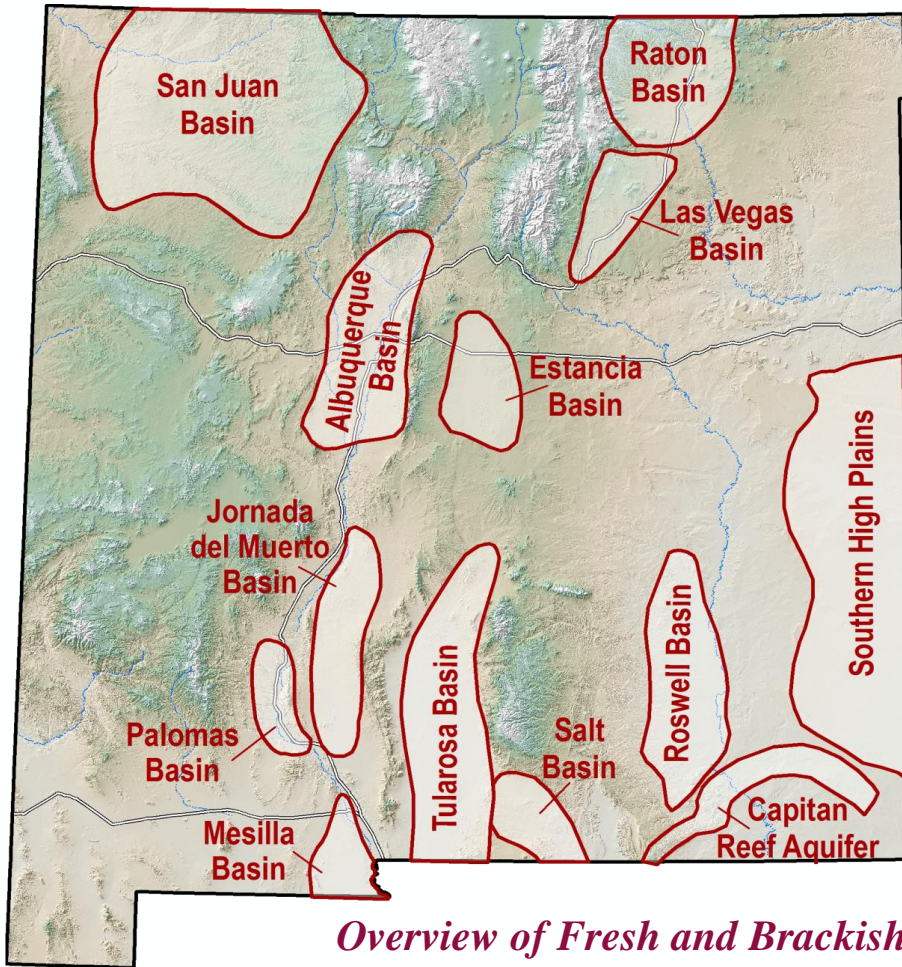 San Juan
Basin
Raton
Basin
Las Vegas
Basin
Albuquerque
Basin
Estancia
Basin
Southern High Plains
Jornada
del Muerto
Basin
Tularosa Basin
Roswell Basin
Palomas
Basin
Salt
Basin
Mesilla
Basin
Capitan
Reef Aquifer
Overview of Fresh and Brackish